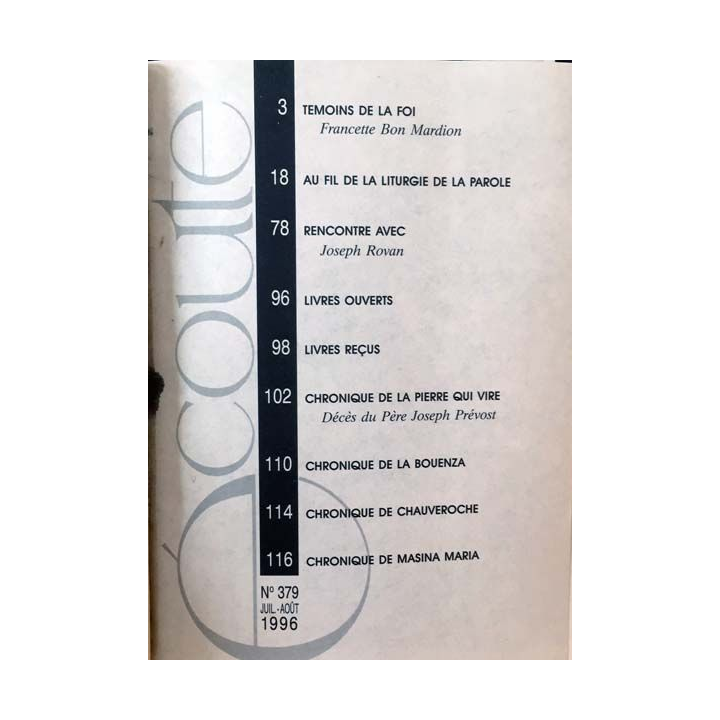 Écoute
3 TEMOINS DE LA FOI
Francette Bon Mardion
18 AU FIL DE LA LITURGIE DE LA PAROLE
78 RENCONTRE AVEC
Joseph Rovan
96 LIVRES OUVERTS
98 LIVRES REÇUS
102 CHRONIQUE DE LA PIERRE QUI VIRE
Décès du Père Joseph Prévost
110 CHRONIQUE DE LA BOUENZA
114 CHRONIQUE DE CHAUVEROCHE
116 CHRONIQUE DE MASINA MARIA
Nº 379
JUIL.-AOÛT
1996